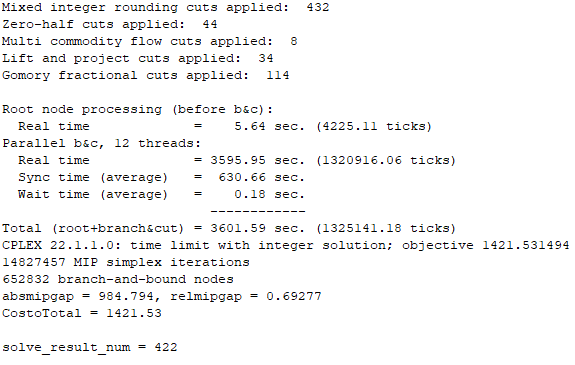 Mixed integer rounding cuts applied:  432
Zero-half cuts applied:  44
Multi commodity flow cuts applied:  8
Lift and project cuts applied:  34
Gomory fractional cuts applied:  114

Root node processing (before b&c):
  Real time             =    5.64 sec. (4225.11 ticks)
Parallel b&c, 12 threads:
  Real time             = 3595.95 sec. (1320916.06 ticks)
  Sync time (average)   =  630.66 sec.
  Wait time (average)   =    0.18 sec.
                          ------------
Total (root+branch&cut) = 3601.59 sec. (1325141.18 ticks)
CPLEX 22.1.1.0: time limit with integer solution; objective 1421.531494
14827457 MIP simplex iterations
652832 branch-and-bound nodes
absmipgap = 984.794, relmipgap = 0.69277
CostoTotal = 1421.53

solve_result_num = 422